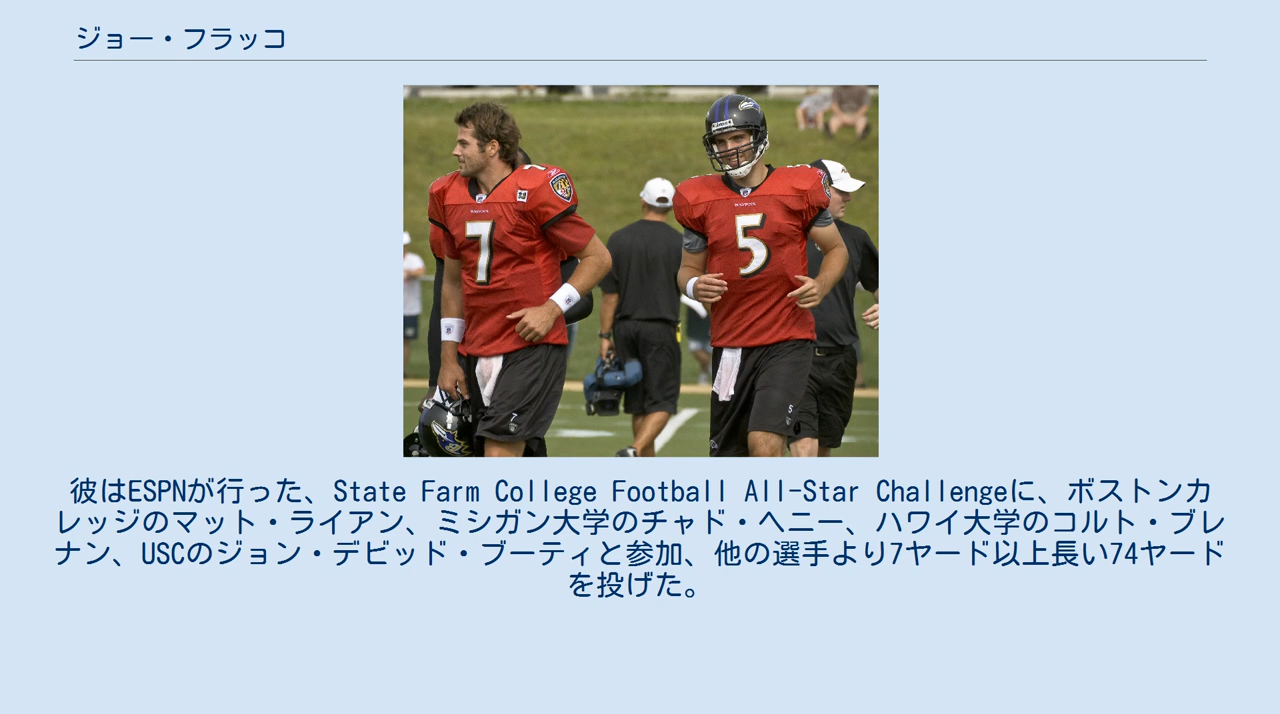 ジョー・フラッコ
7
5
7
5
彼はESPNが行った、State Farm College Football All-Star Challengeに、ボストンカ
レッジのマット・ライアン、ミシガン大学のチャド・ヘニー、ハワイ大学のコルト・ブレ
ナン、USCのジョン・デビッド・ブーティと参加、他の選手より7ヤード以上長い74ヤード
を投げた。